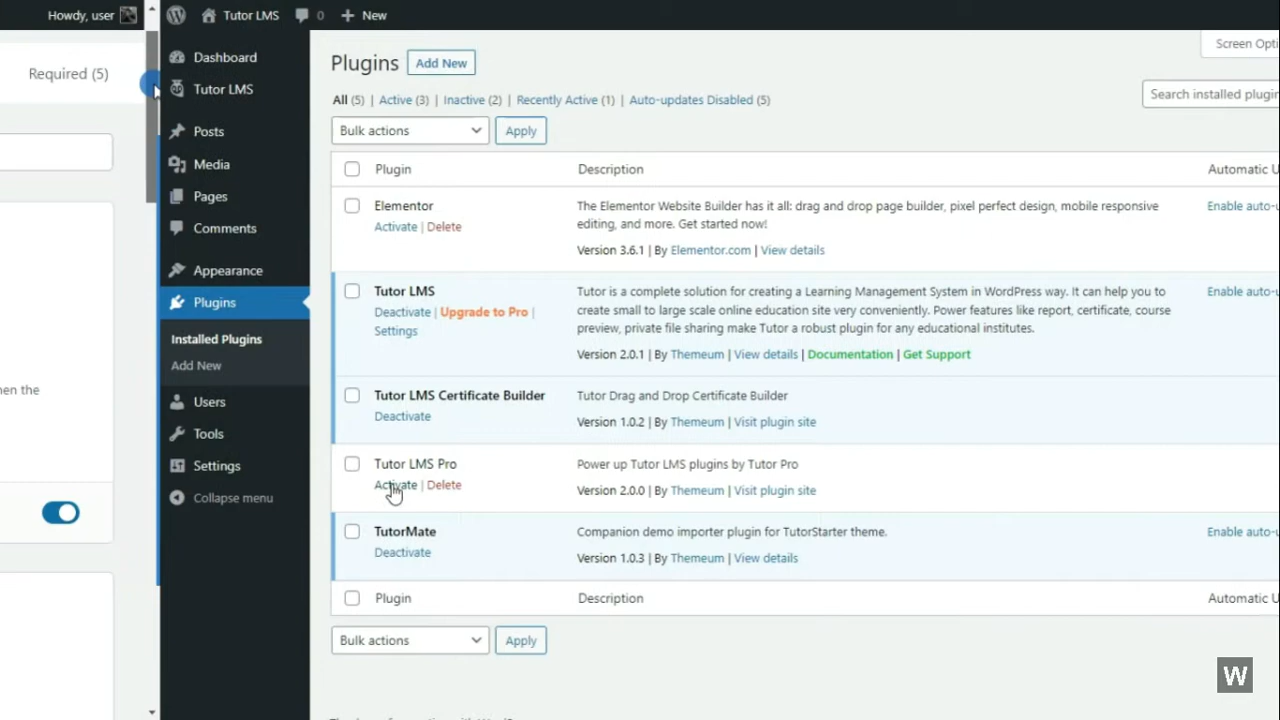 Howdy, user
Tutor LMS
0
New
Required (5)
en the
Dashboard
Tutor LMS
Posts
Media
Pages
Comments
Appearance
Plugins
Installed Plugins
Add New
Users
Tools
Settings
Collapse menu
Screen Opti
Plugins
Add New
All (5) | Active (3) | Inactive (2) | Recently Active (1) | Auto-updates Disabled (5)
Search installed plugin
Bulk actions
Apply
Plugin
Description
Automatic U
Elementor
Activate | Delete
The Elementor Website Builder has it all: drag and drop page builder, pixel perfect design, mobile responsive
editing, and more. Get started now!
Version 3.6.1 | By Elementor.com | View details
Enable auto-u
Tutor LMS
Deactivate | Upgrade to Pro |
Settings
Tutor is a complete solution for creating a Learning Management System in WordPress way. It can help you to
create small to large scale online education site very conveniently. Power features like report, certificate, course
preview, private file sharing make Tutor a robust plugin for any educational institutes.
Version 2.0.1 | By Themeum | View details | Documentation | Get Support
Enable auto-u
Tutor LMS Certificate Builder
Deactivate
Tutor Drag and Drop Certificate Builder
Version 1.0.2 | By Themeum | Visit plugin site
Tutor LMS Pro
Activate | Delete
Power up Tutor LMS plugins by Tutor Pro
Version 2.0.0 | By Themeum | Visit plugin site
TutorMate
Deactivate
Companion demo importer plugin for TutorStarter theme.
Version 1.0.3 | By Themeum | View details
Enable auto-u
Plugin
Description
Automatic U
Bulk actions
Apply
W